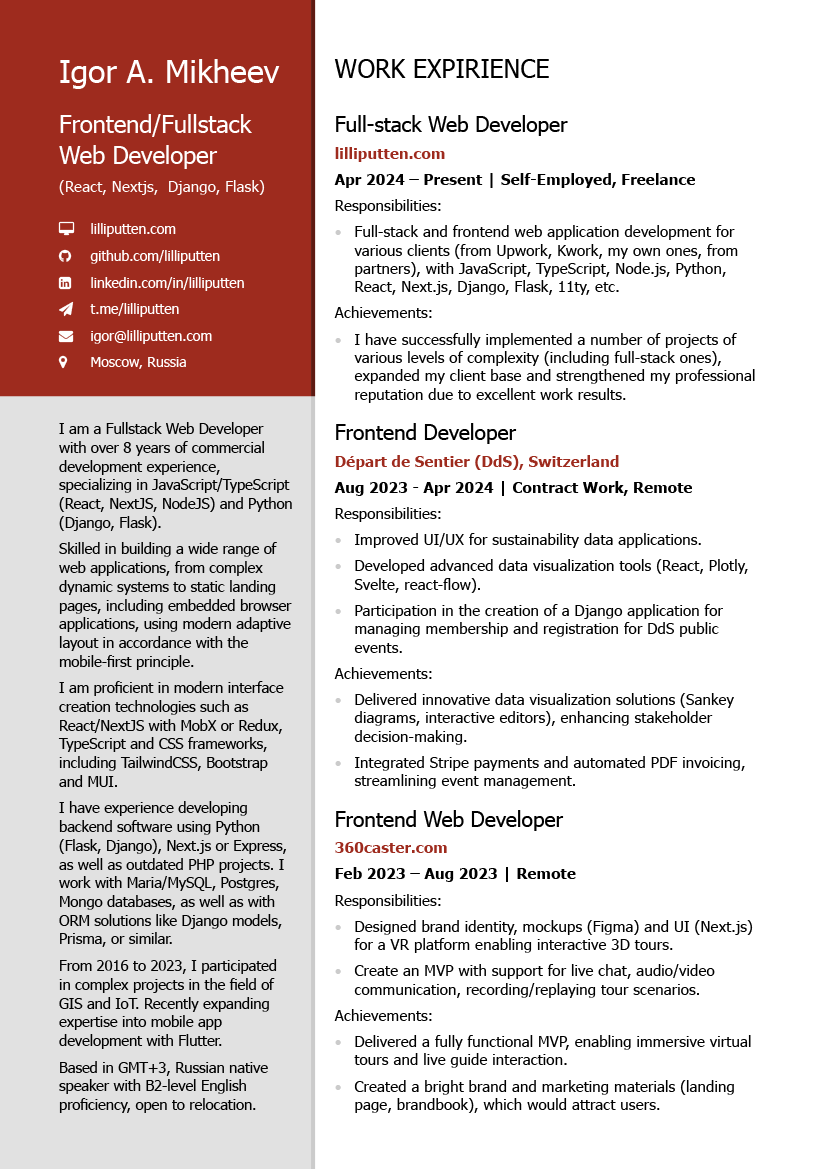 Igor A. Mikheev
Frontend/Fullstack
Web Developer
(React, Nextjs,  Django, Flask)
lilliputten.com
github.com/lilliputten
linkedin.com/in/lilliputten
t.me/lilliputten
igor@lilliputten.com
Moscow, Russia
I am a Fullstack Web Developer
with over 8 years of commercial
development experience,
specializing in JavaScript/TypeScript
(React, NextJS, NodeJS) and Python
(Django, Flask).
Skilled in building a wide range of
web applications, from complex
dynamic systems to static landing
pages, including embedded browser
applications, using modern adaptive
layout in accordance with the
mobile-first principle.
I am proficient in modern interface
creation technologies such as
React/NextJS with MobX or Redux,
TypeScript and CSS frameworks,
including TailwindCSS, Bootstrap
and MUI.
I have experience developing
backend software using Python
(Flask, Django), Next.js or Express,
as well as outdated PHP projects. I
work with Maria/MySQL, Postgres,
Mongo databases, as well as with
ORM solutions like Django models,
Prisma, or similar.
From 2016 to 2023, I participated
in complex projects in the field of
GIS and IoT. Recently expanding
expertise into mobile app
development with Flutter.
Based in GMT+3, Russian native
speaker with B2-level English
proficiency, open to relocation.
WORK EXPIRIENCE
Full-stack Web Developer
lilliputten.com
Apr 2024 – Present | Self-Employed, Freelance
Responsibilities:
• Full-stack and frontend web application development for
various clients (from Upwork, Kwork, my own ones, from
partners), with JavaScript, TypeScript, Node.js, Python,
React, Next.js, Django, Flask, 11ty, etc.
Achievements:
• I have successfully implemented a number of projects of
various levels of complexity (including full-stack ones),
expanded my client base and strengthened my professional
reputation due to excellent work results.
Frontend Developer
Départ de Sentier (DdS), Switzerland
Aug 2023 - Apr 2024 | Contract Work, Remote
Responsibilities:
• Improved UI/UX for sustainability data applications.
• Developed advanced data visualization tools (React, Plotly,
Svelte, react-flow).
• Participation in the creation of a Django application for
managing membership and registration for DdS public
events.
Achievements:
• Delivered innovative data visualization solutions (Sankey
diagrams, interactive editors), enhancing stakeholder
decision-making.
• Integrated Stripe payments and automated PDF invoicing,
streamlining event management.
Frontend Web Developer
360caster.com
Feb 2023 – Aug 2023 | Remote
Responsibilities:
• Designed brand identity, mockups (Figma) and UI (Next.js)
for a VR platform enabling interactive 3D tours.
• Create an MVP with support for live chat, audio/video
communication, recording/replaying tour scenarios.
Achievements:
• Delivered a fully functional MVP, enabling immersive virtual
tours and live guide interaction.
• Created a bright brand and marketing materials (landing
page, brandbook), which would attract users.